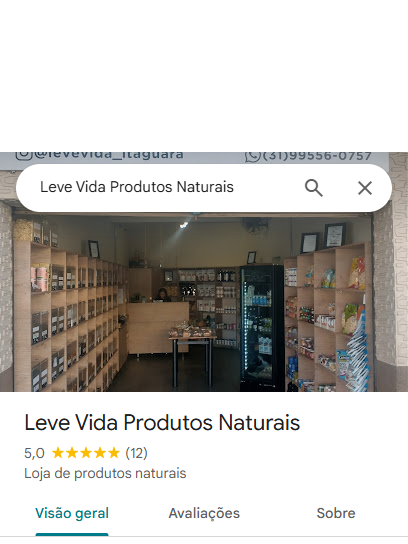 @levevida_itaguara
(31)99556-0757
Leve Vida Produtos Naturais
Leve Vida Produtos Naturais
5,0 ★★★★★ (12)
Loja de produtos naturais
Visão geral Avaliações Sobre